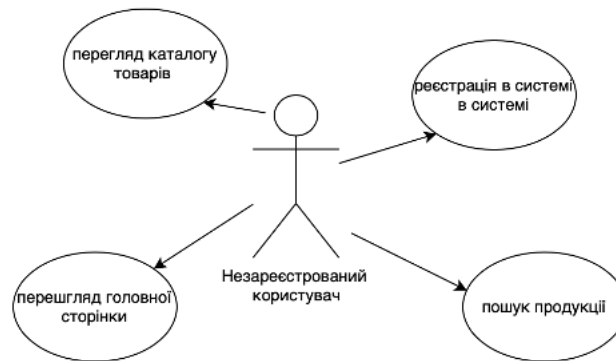 перегляд каталогу
товарів
реєстрація в системі
в системі
Незареєстрований
користувач
перешгляд головної
сторінки
пошук продукції